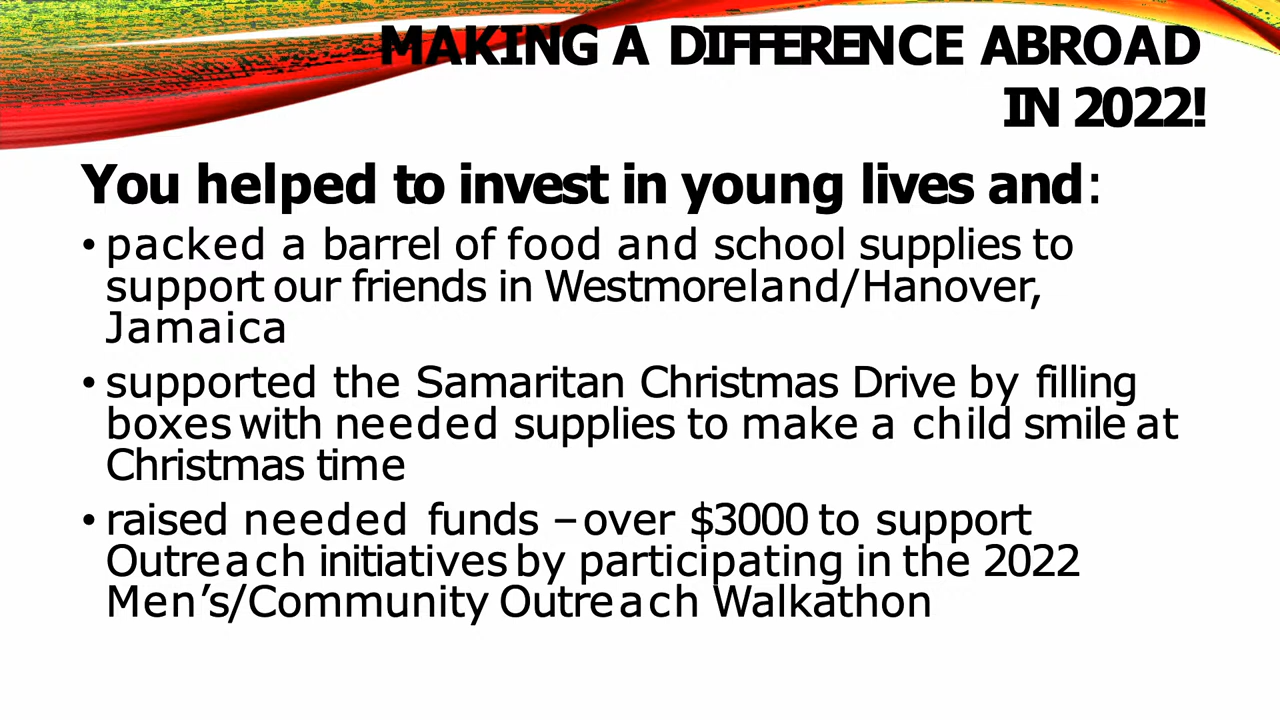 MAKING A DIFFERENCE ABROAD
IN 2022!
You helped to invest in young lives and:
• packed a barrel of food and school supplies to
support our friends in Westmoreland/Hanover,
Jamaica
• supported the Samaritan Christmas Drive by filling
boxes with needed supplies to make a child smile at
Christmas time
• raised needed funds – over $3000 to support
Outreach initiatives by participating in the 2022
Men’s/Community Outreach Walkathon